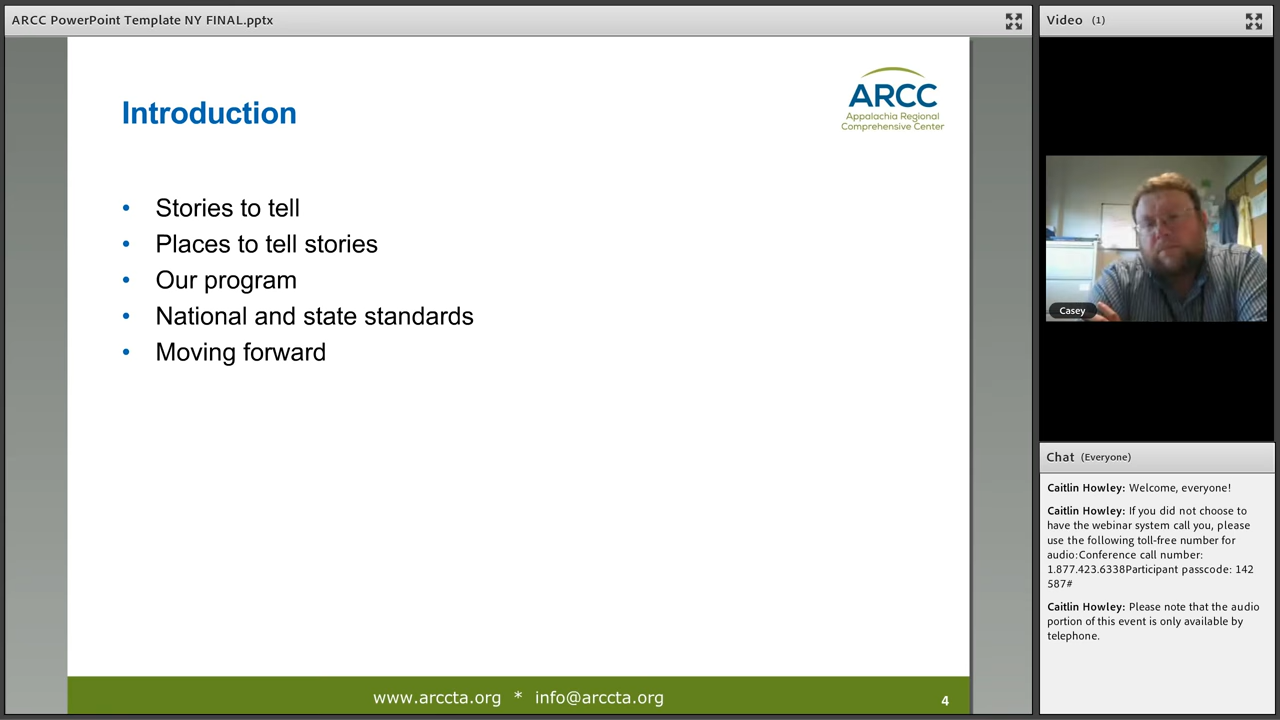 ARCC PowerPoint Template NY FINAL.pptx
Introduction
ARCC
Appalachia Regional
Comprehensive Center
• Stories to tell
• Places to tell stories
• Our program
• National and state standards
• Moving forward
www.arccta.org * info@arccta.org
4
Video (1)
Casey
Chat (Everyone)
Caitlin Howley: Welcome, everyone!
Caitlin Howley: If you did not choose to
have the webinar system call you, please
use the following toll-free number for
audio:Conference call number:
1.877.423.6338Participant passcode: 142
587#
Caitlin Howley: Please note that the audio
portion of this event is only available by
telephone.